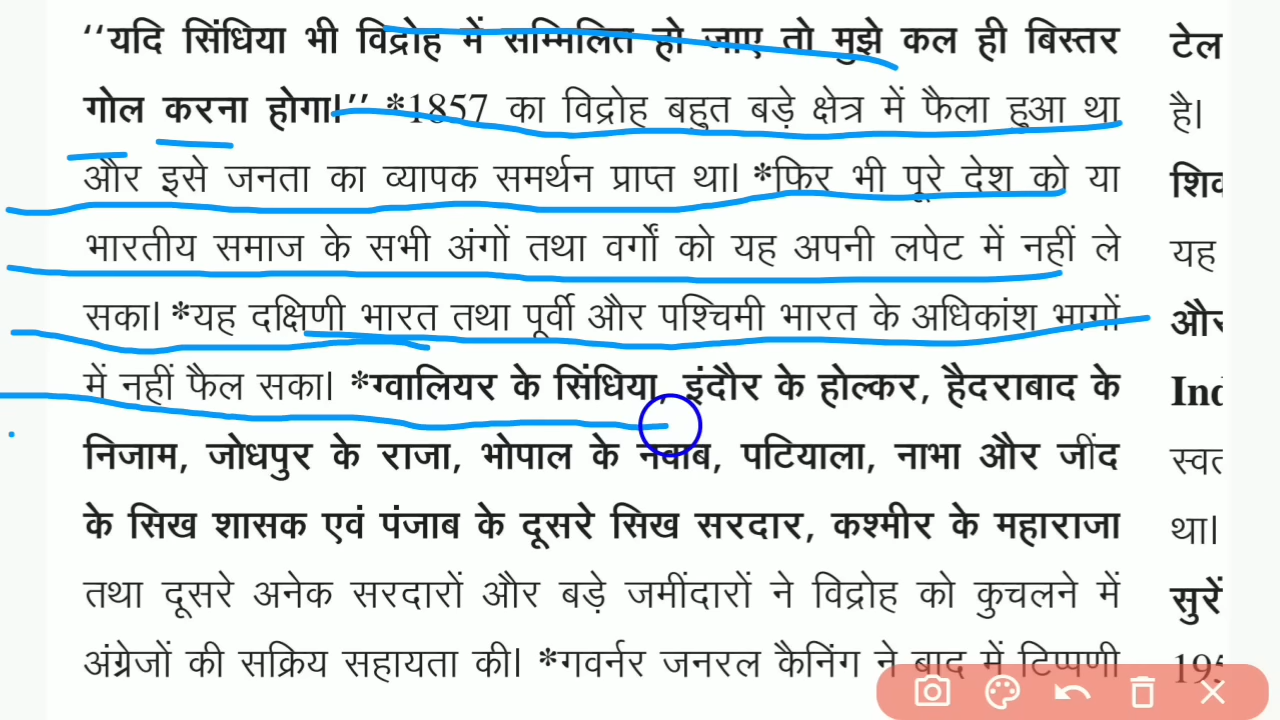 ‘‘यदि सिंधिया भी विद्रोह में सम्मिलित हो जाए तो मुझे कल ही बिस्तर
गोल करना होगा।’’ *1857 का विद्रोह बहुत बड़े क्षेत्र में फैला हुआ था
और इसे जनता का व्यापक समर्थन प्राप्त था। *फिर भी पूरे देश को या
भारतीय समाज के सभी अंगों तथा वर्गों को यह अपनी लपेट में नहीं ले
सका। *यह दक्षिणी भारत तथा पूर्वी और पश्चिमी भारत के अधिकांश भागों
में नहीं फैल सका। *ग्वालियर के सिंधिया, इंदौर के होल्कर, हैदराबाद के
निजाम, जोधपुर के राजा, भोपाल के नवाब, पटियाला, नाभा और जींद
के सिख शासक एवं पंजाब के दूसरे सिख सरदार, कश्मीर के महाराजा
तथा दूसरे अनेक सरदारों और बड़े जमींदारों ने विद्रोह को कुचलने में
अंग्रेजों की सक्रिय सहायता की। *गवर्नर जनरल कैनिंग ने बाद में टिप्पणी
टेल
है।
यह
और
Ind
था।